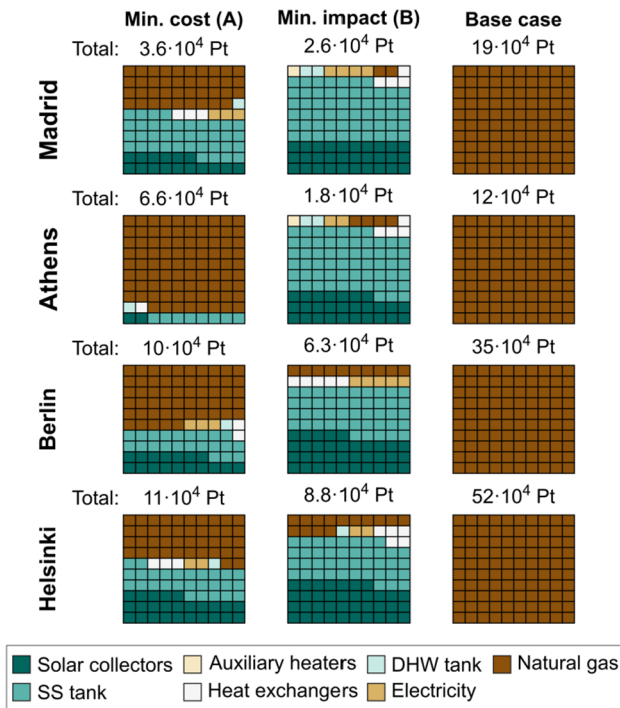 Min. cost (A) Min. impact (B) Base case
Total: 3.6·10⁴ Pt 2.6·10⁴ Pt 19·10⁴ Pt
Madrid
Total: 6.6·10⁴ Pt 1.8·10⁴ Pt 12·10⁴ Pt
Athens
Total: 10·10⁴ Pt 6.3·10⁴ Pt 35·10⁴ Pt
Berlin
Total: 11·10⁴ Pt 8.8·10⁴ Pt 52·10⁴ Pt
Helsinki
Solar collectors Auxiliary heaters DHW tank Natural gas
SS tank Heat exchangers Electricity